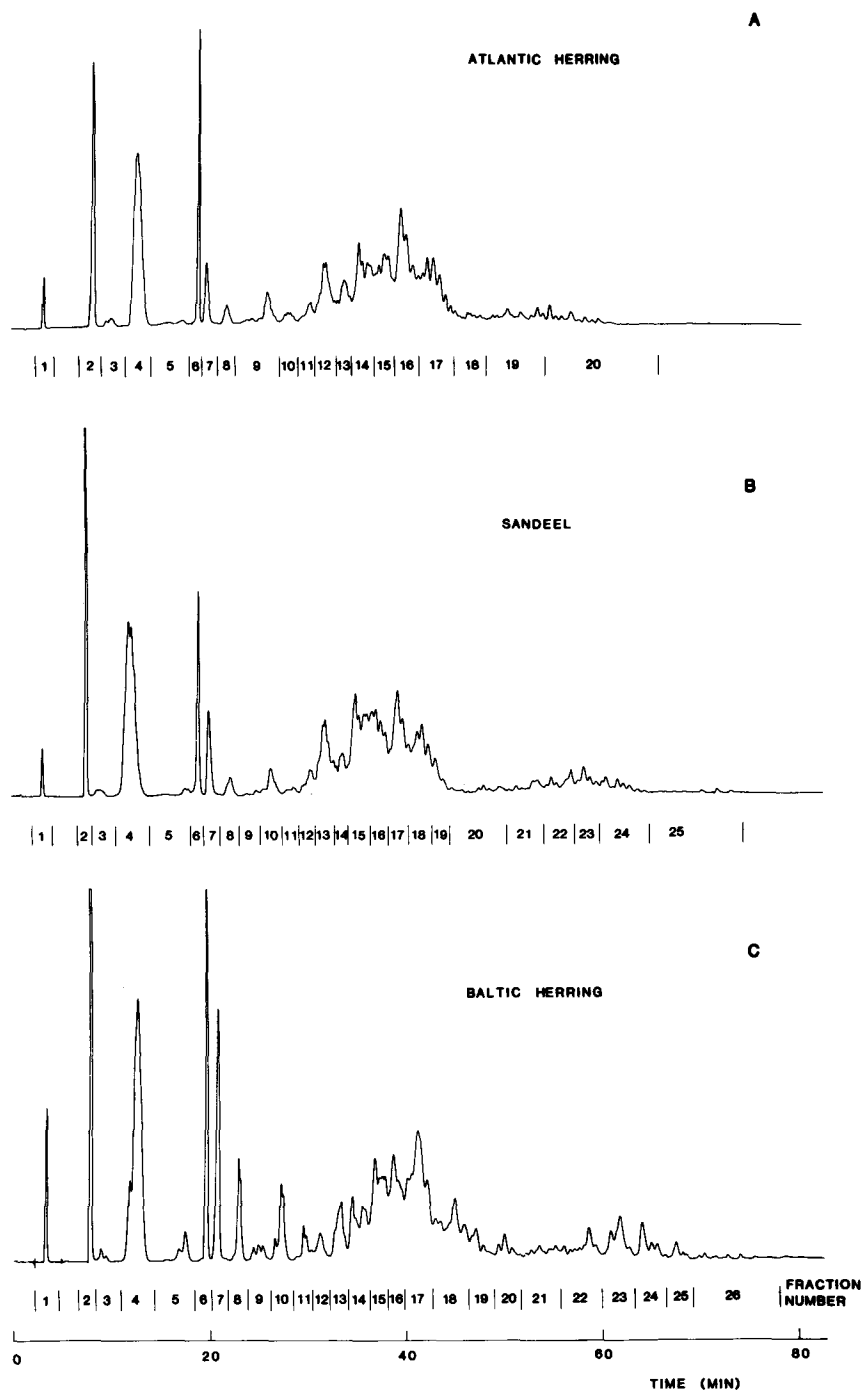 A
ATLANTIC HERRING
1 2 3 4 5 6 7 8 9 10 11 12 13 14 15 16 17 18 19 20
B
SANDEEL
1 2 3 4 5 6 7 8 9 10 11 12 13 14 15 16 17 18 19 20 21 22 23 24 25
C
BALTIC HERRING
1 2 3 4 5 6 7 8 9 10 11 12 13 14 15 16 17 18 19 20 21 22 23 24 25 26 FRACTION
NUMBER
0 20 40 60 80
TIME (MIN)